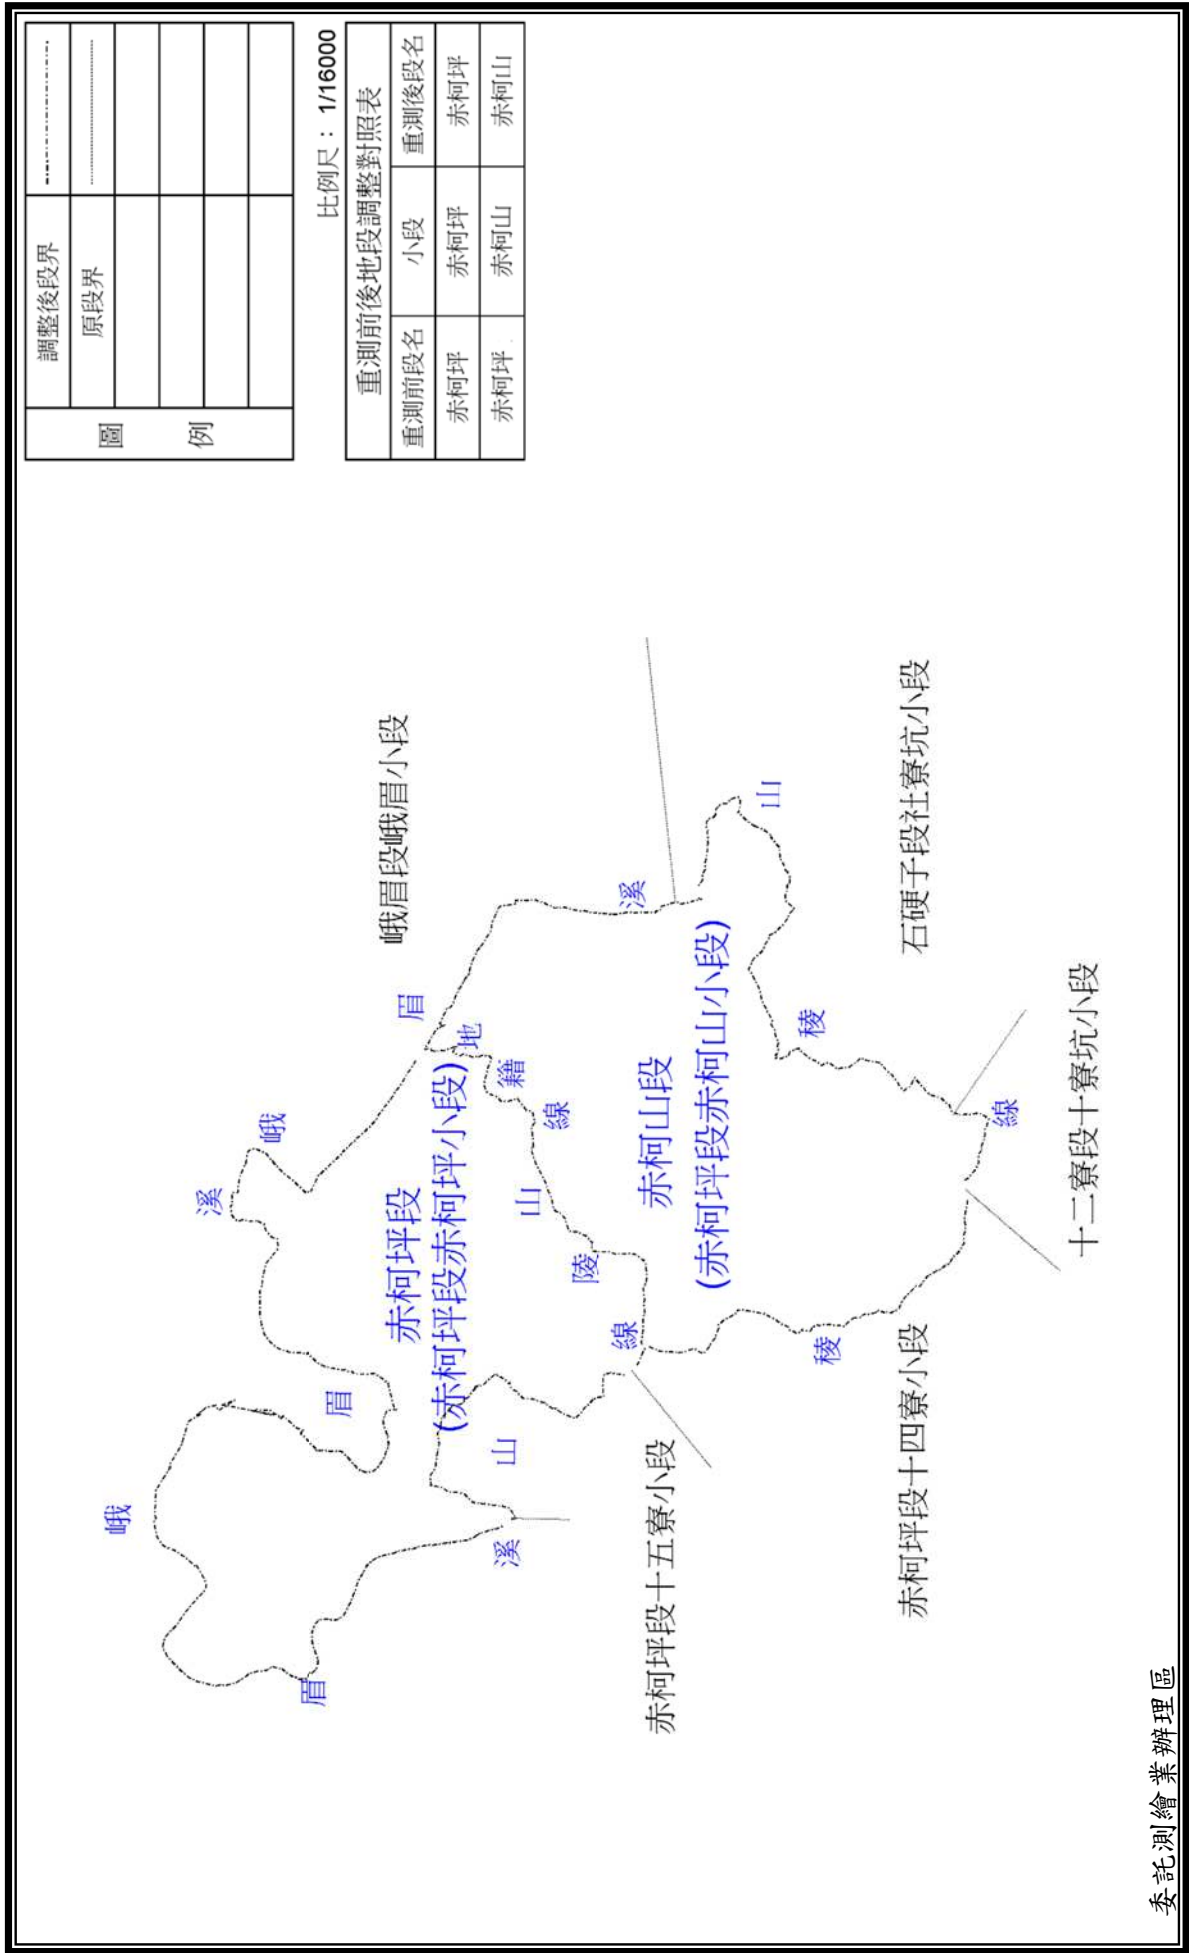 圖
例
調整後段界
原段界
比例尺：1/16000
重測前後地段調整對照表
重測前段名 小段 重測後段名
赤柯坪 赤柯坪 赤柯坪
赤柯坪 赤柯山 赤柯山
峨
溪
峨
眉
眉
峨眉段峨眉小段
眉
赤柯坪段
(赤柯坪段赤柯坪小段)
地
籍
線
山
陵
線
溪
山
溪
赤柯山段
(赤柯坪段赤柯山小段)
赤柯坪段十五寮小段
山
稜
線
稜
石硬子段社寮坑小段
赤柯坪段十四寮小段
十二寮段十寮坑小段
委託測繪業辦理區